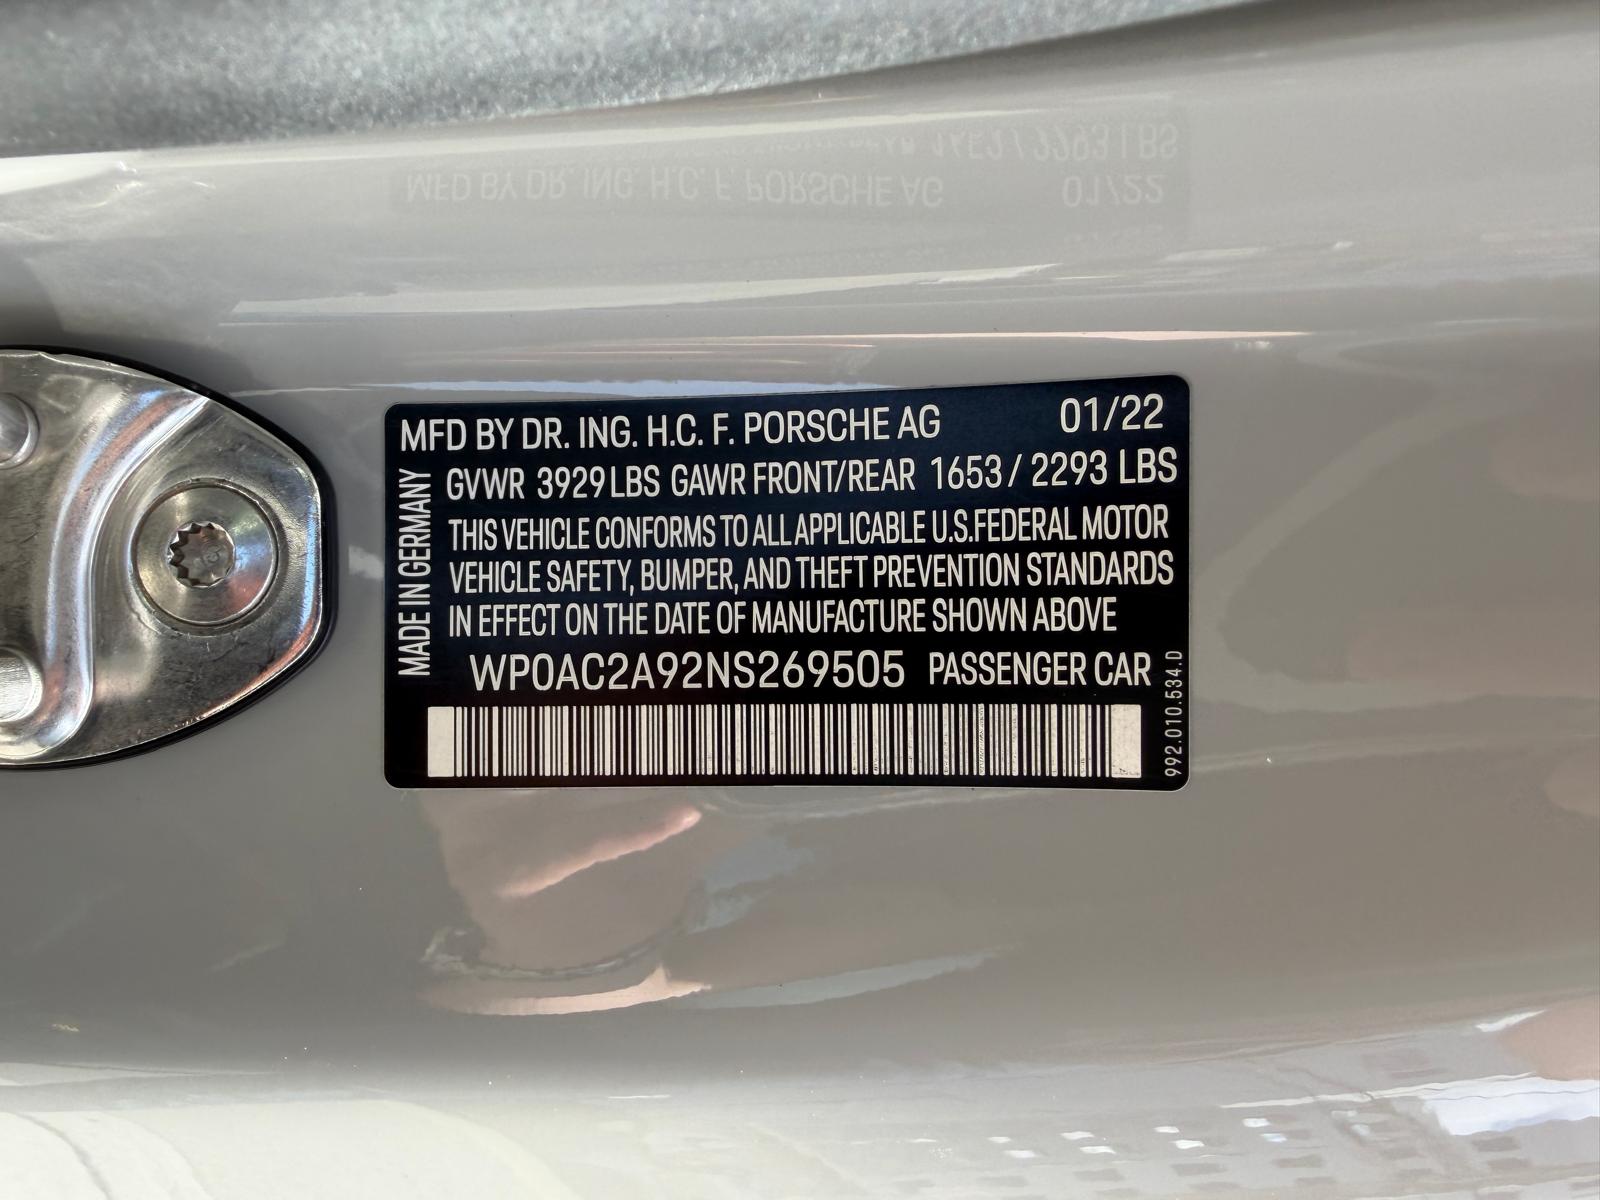 MFD BY DR. ING. H.C. F. PORSCHE AG 01/22
GVWR 3929 LBS GAWR FRONT/REAR 1653 / 2293 LBS
THIS VEHICLE CONFORMS TO ALL APPLICABLE U.S.FEDERAL MOTOR
VEHICLE SAFETY, BUMPER, AND THEFT PREVENTION STANDARDS
IN EFFECT ON THE DATE OF MANUFACTURE SHOWN ABOVE
WP0AC2A92NS269505 PASSENGER CAR
MADE IN GERMANY
992.010.534.D